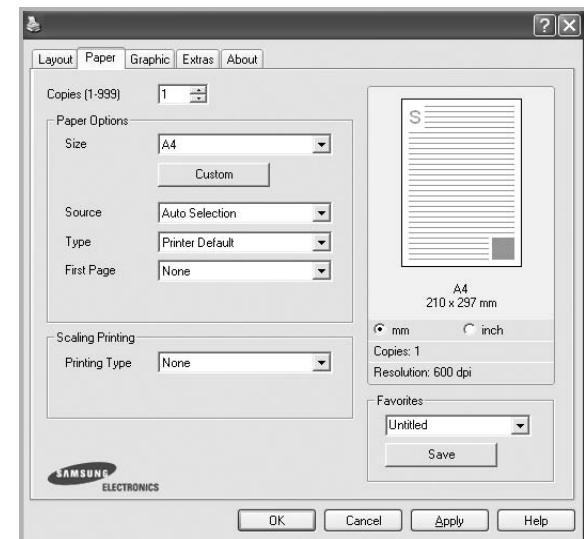 Layout Paper Graphic Extras About
Copies (1-999) 1
Paper Options
Size A4
Custom
Source Auto Selection
Type Printer Default
First Page None
Scaling Printing
Printing Type None
SAMSUNG
ELECTRONICS
S
A4
210 x 297 mm
mm inch
Copies: 1
Resolution: 600 dpi
Favorites
Untitled
Save
OK Cancel Apply Help